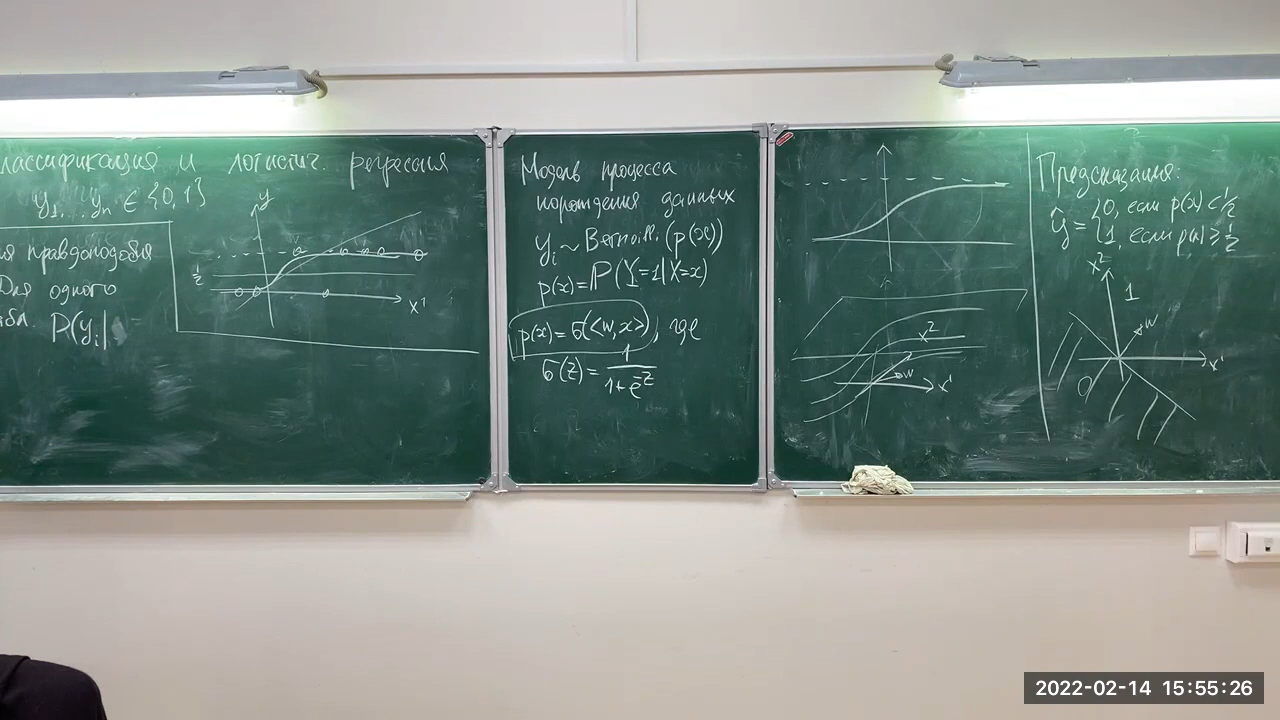 лассификация и логистич. регрессия
y₁...yₙ ∈ {0,1}
ия правдоподобия
Для одного
P(yᵢ|
y
1/2
x¹
Модель процесса
порождения данных
yᵢ ~ Bernoulli(p(x))
p(x)=P(Y=1|X=x)
p(x)=σ(<w,x>), где
σ(z)=1/(1+e^{-z})
x²
w
x¹
Предсказания:
ŷ = {0, если p(x) < 1/2
{1, если p(x) ≥ 1/2
x²
1
w
x¹
0
2022-02-14 15:55:26